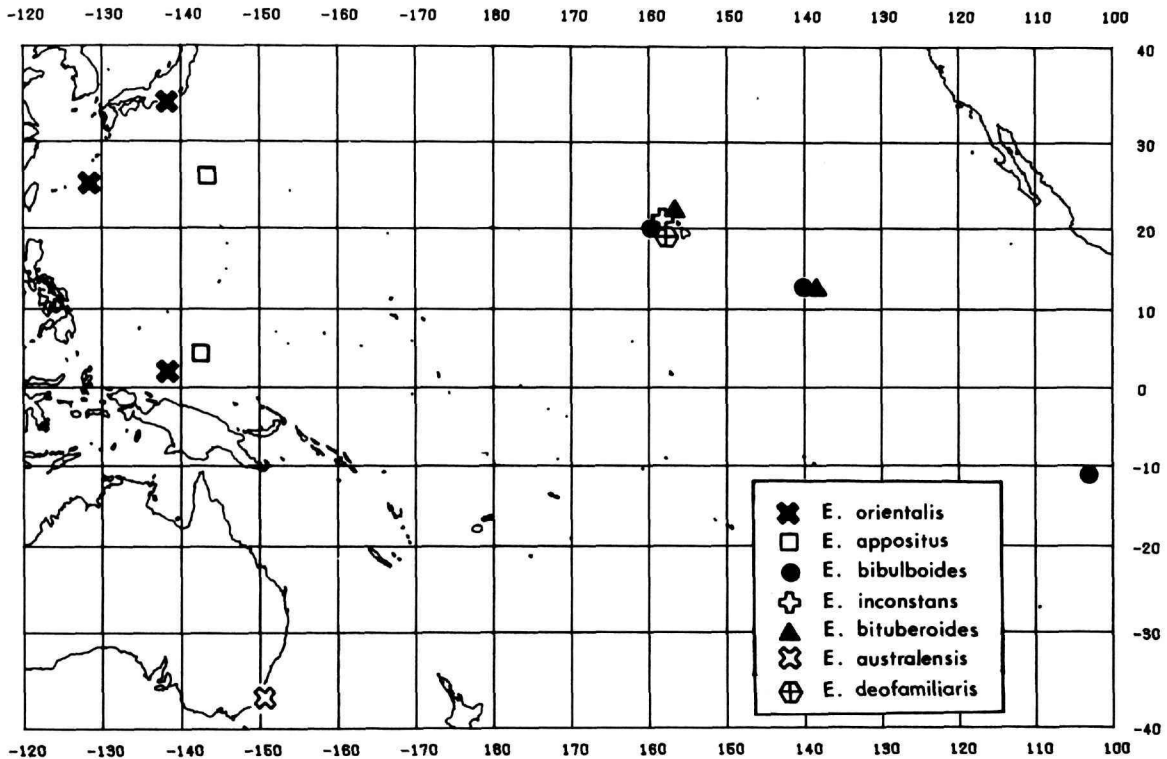 -120 -130 -140 -150 -160 -170 180 170 160 150 140 130 120 110 100
40
30
20
10
0
-10
-20
-30
-40
E. orientalis
E. appositus
E. bibulboides
E. inconstans
E. bituberoides
E. australensis
E. deofamiliaris
-120 -130 -140 -150 -160 -170 180 170 160 150 140 130 120 110 100